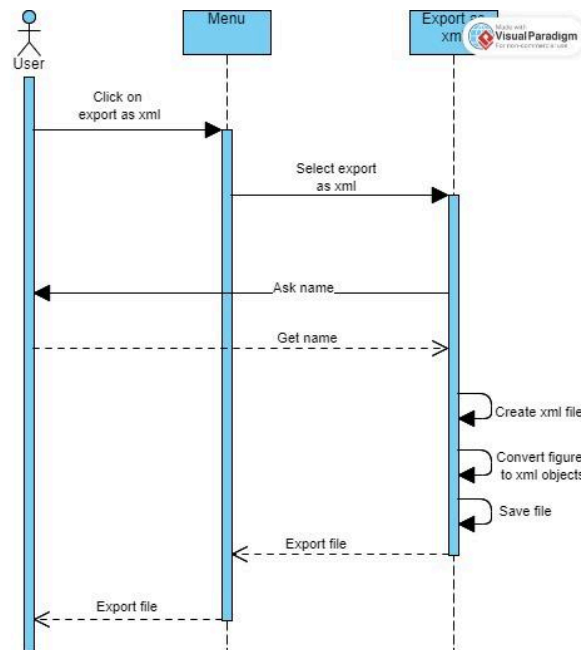 Menu
Export as
xml
Made with
Visual Paradigm
For non-commercial use
User
Click on
export as xml
Select export
as xml
Ask name
Get name
Create xml file
Convert figure
to xml objects
Save file
Export file
Export file